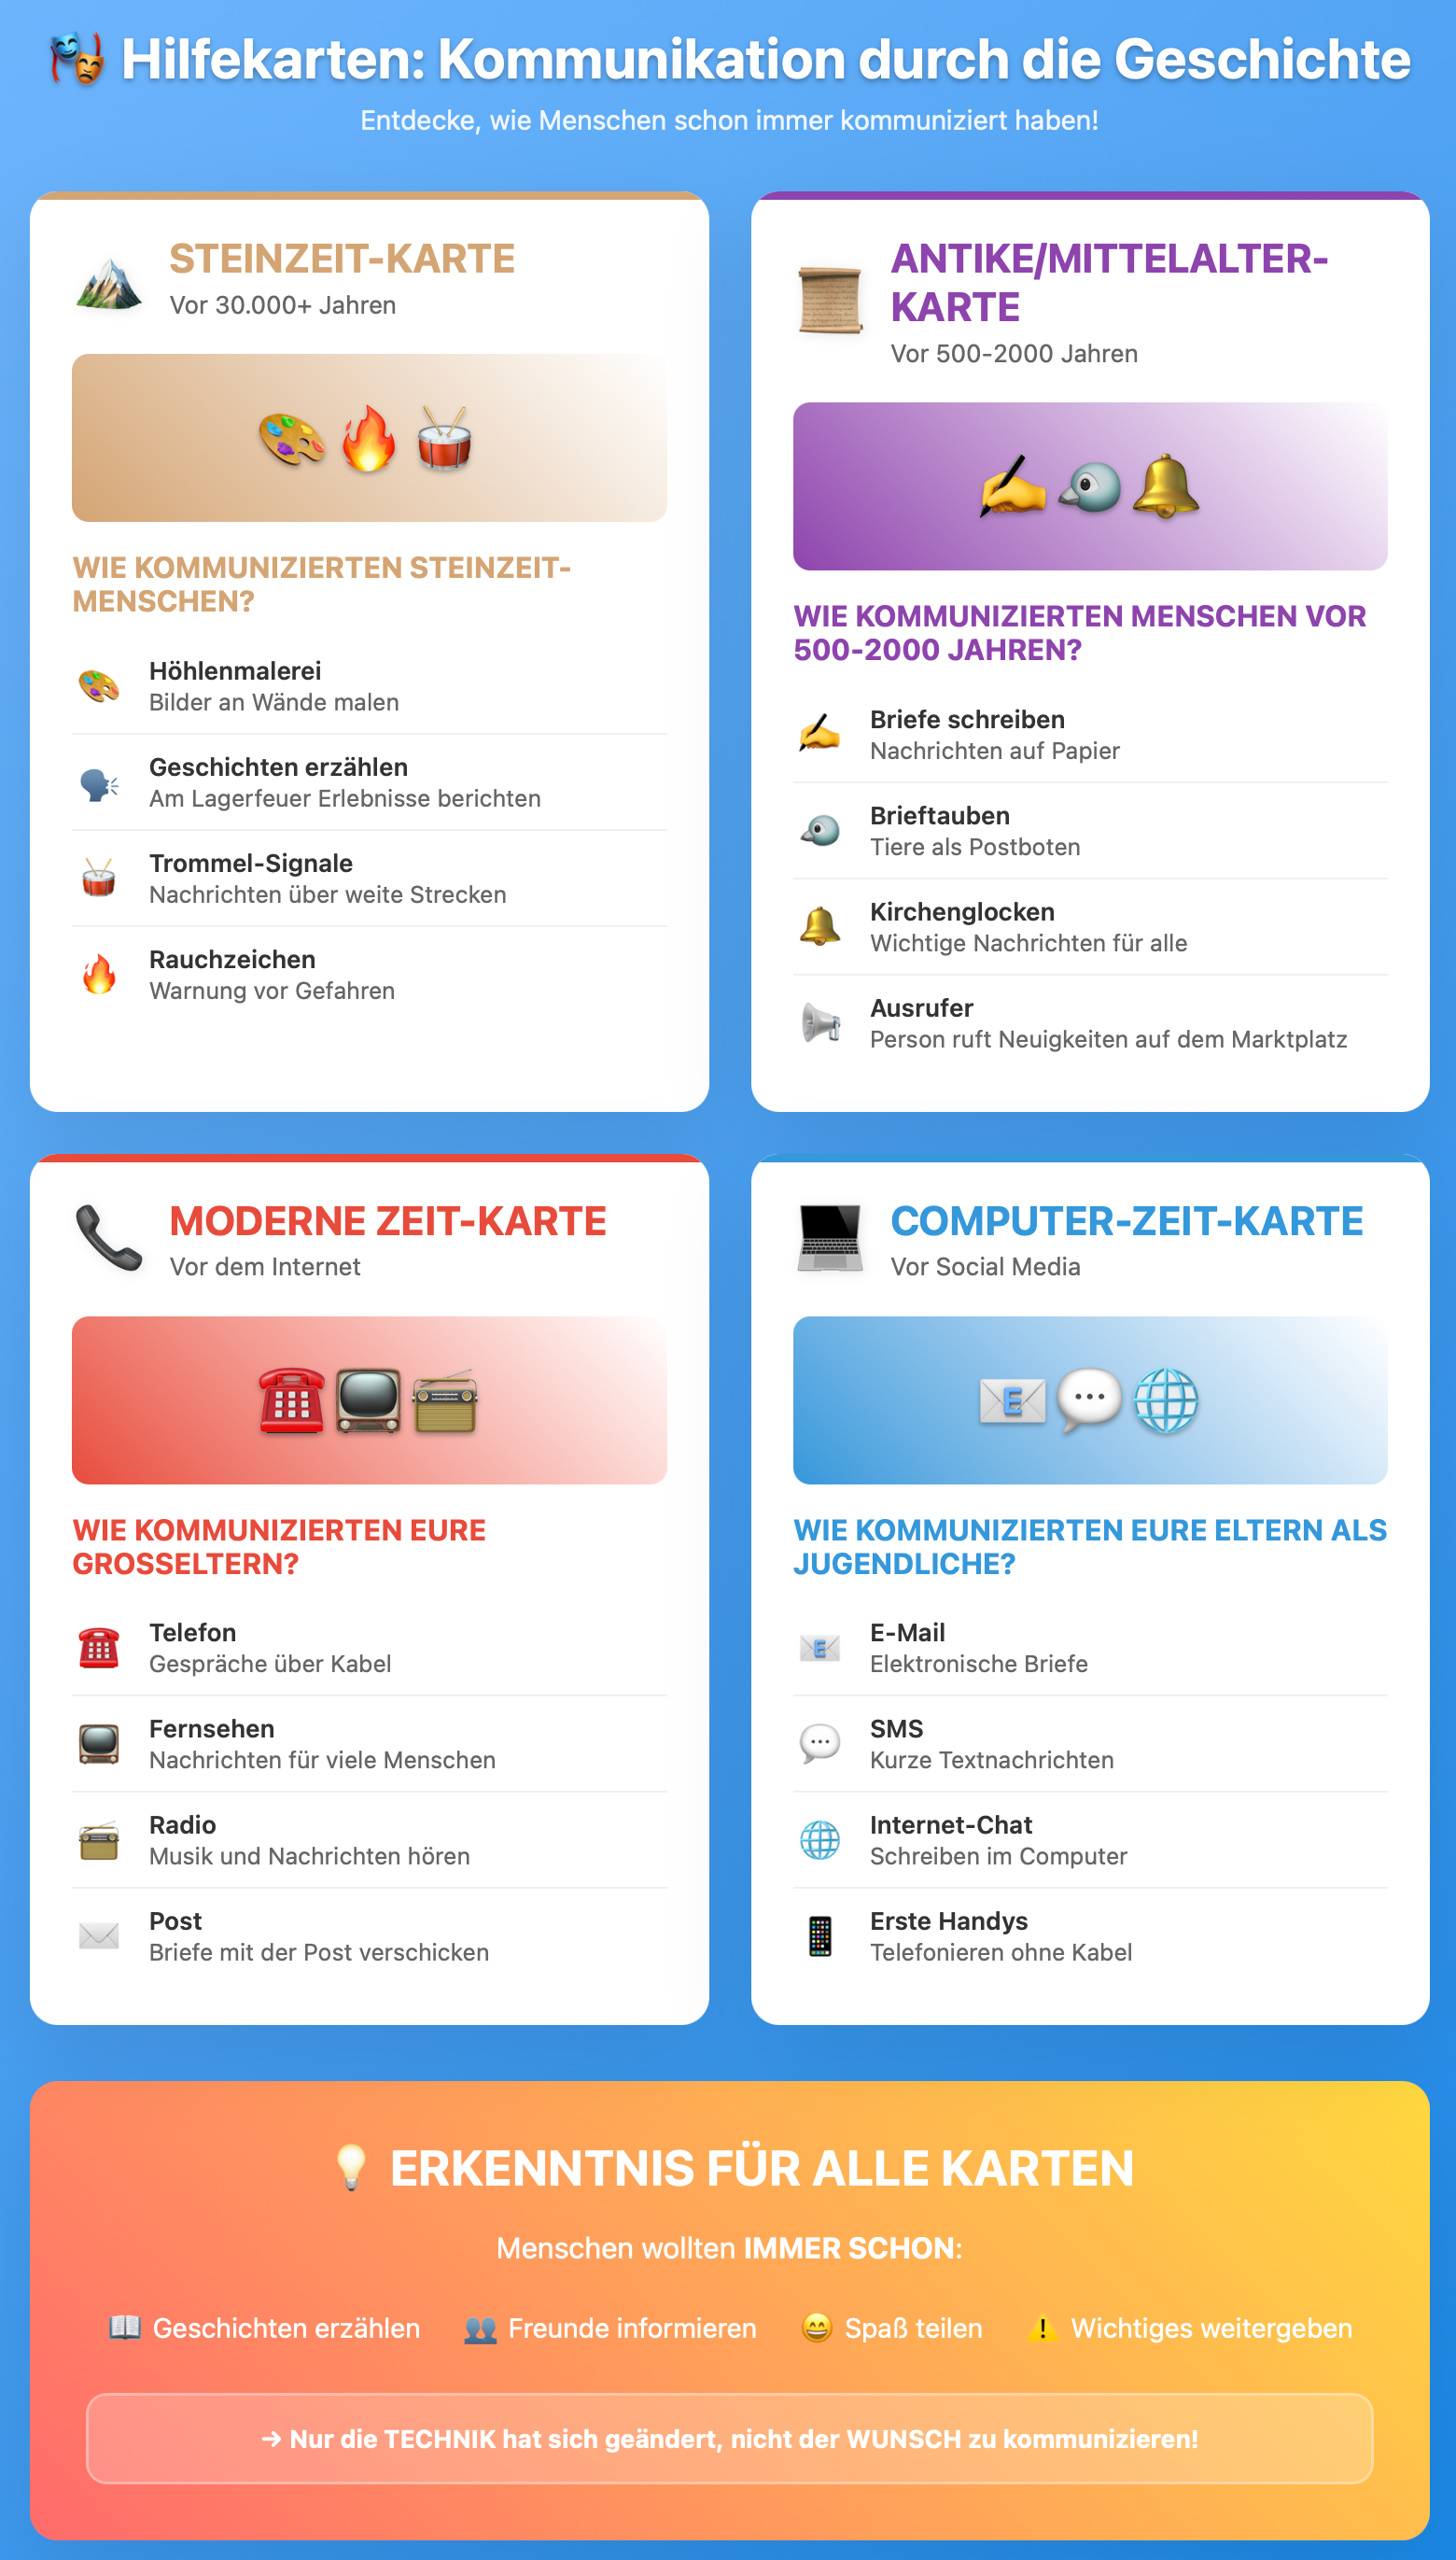 Hilfekarten: Kommunikation durch die Geschichte
Entdecke, wie Menschen schon immer kommuniziert haben!
STEINZEIT-KARTE
Vor 30.000+ Jahren
WIE KOMMUNIZIERTEN STEINZEIT-
MENSCHEN?
Höhlenmalerei
Bilder an Wände malen
Geschichten erzählen
Am Lagerfeuer Erlebnisse berichten
Trommel-Signale
Nachrichten über weite Strecken
Rauchzeichen
Warnung vor Gefahren
ANTIKE/MITTELALTER-
KARTE
Vor 500-2000 Jahren
WIE KOMMUNIZIERTEN MENSCHEN VOR
500-2000 JAHREN?
Briefe schreiben
Nachrichten auf Papier
Brieftauben
Tiere als Postboten
Kirchenglocken
Wichtige Nachrichten für alle
Ausrufer
Person ruft Neuigkeiten auf dem Marktplatz
MODERNE ZEIT-KARTE
Vor dem Internet
WIE KOMMUNIZIERTEN EURE
GROSSELTERN?
Telefon
Gespräche über Kabel
Fernsehen
Nachrichten für viele Menschen
Radio
Musik und Nachrichten hören
Post
Briefe mit der Post verschicken
COMPUTER-ZEIT-KARTE
Vor Social Media
WIE KOMMUNIZIERTEN EURE ELTERN ALS
JUGENDLICHE?
E-Mail
Elektronische Briefe
SMS
Kurze Textnachrichten
Internet-Chat
Schreiben im Computer
Erste Handys
Telefonieren ohne Kabel
ERKENNTNIS FÜR ALLE KARTEN
Menschen wollten IMMER SCHON:
Geschichten erzählen Freunde informieren Spaß teilen Wichtiges weitergeben
→ Nur die TECHNIK hat sich geändert, nicht der WUNSCH zu kommunizieren!